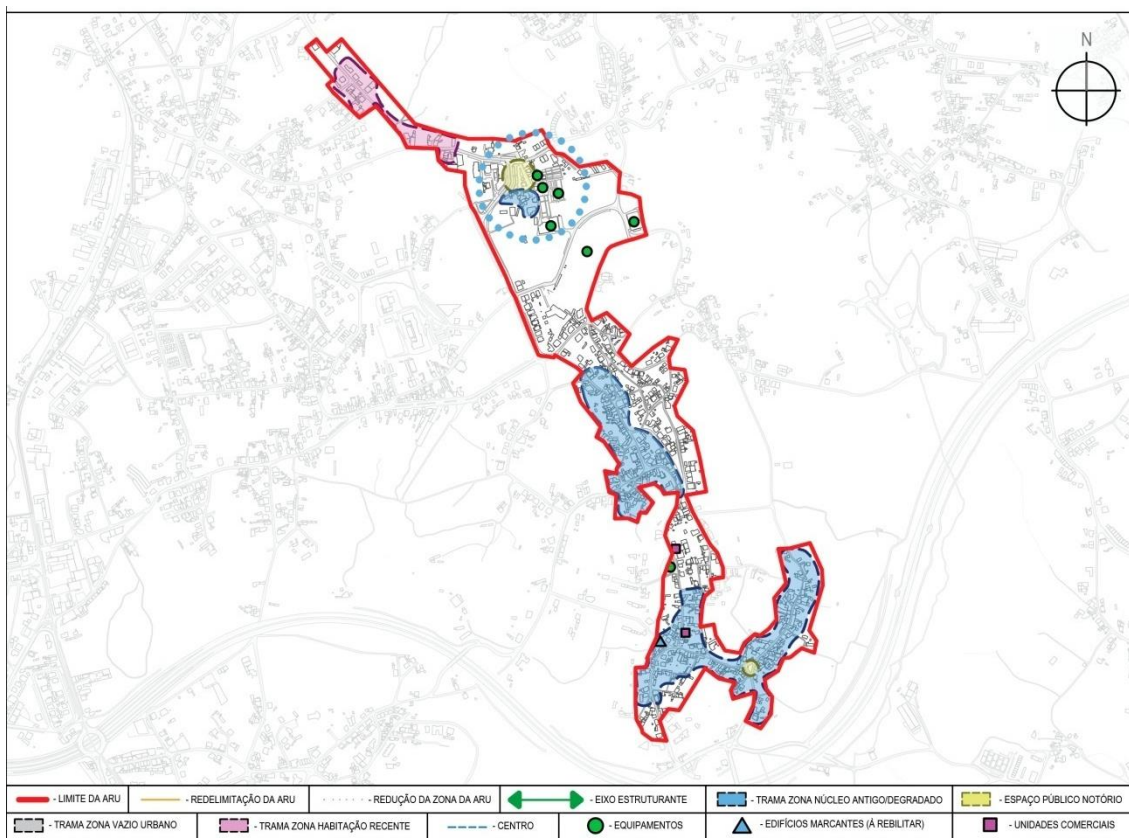 N
- LIMITE DA ARU
- REDELIMITAÇÃO DA ARU
- REDUÇÃO DA ZONA DA ARU
- EIXO ESTRUTURANTE
- TRAMA ZONA NÚCLEO ANTIGO/DEGRADADO
- ESPAÇO PÚBLICO NOTÓRIO
- TRAMA ZONA VAZIO URBANO
- TRAMA ZONA HABITAÇÃO RECENTE
- CENTRO
- EQUIPAMENTOS
- EDIFÍCIOS MARCANTES (Á REBILITAR)
- UNIDADES COMERCIAIS